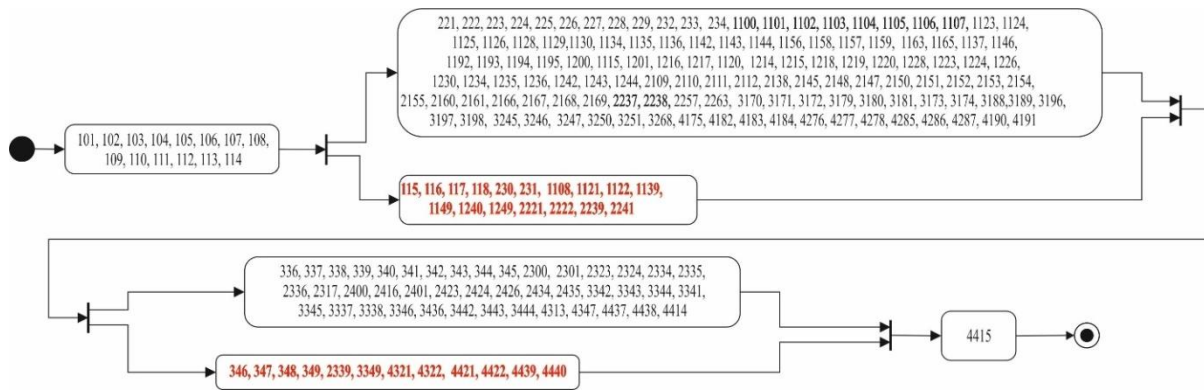 101, 102, 103, 104, 105, 106, 107, 108,
109, 110, 111, 112, 113, 114
221, 222, 223, 224, 225, 226, 227, 228, 229, 232, 233, 234, 1100, 1101, 1102, 1103, 1104, 1105, 1106, 1107, 1123, 1124,
1125, 1126, 1128, 1129,1130, 1134, 1135, 1136, 1142, 1143, 1144, 1156, 1158, 1157, 1159, 1163, 1165, 1137, 1146,
1192, 1193, 1194, 1195, 1200, 1115, 1201, 1216, 1217, 1120, 1214, 1215, 1218, 1219, 1220, 1228, 1223, 1224, 1226,
1230, 1234, 1235, 1236, 1242, 1243, 1244, 2109, 2110, 2111, 2112, 2138, 2145, 2148, 2147, 2150, 2151, 2152, 2153, 2154,
2155, 2160, 2161, 2166, 2167, 2168, 2169, 2237, 2238, 2257, 2263, 3170, 3171, 3172, 3179, 3180, 3181, 3173, 3174, 3188,3189, 3196,
3197, 3198, 3245, 3246, 3247, 3250, 3251, 3268, 4175, 4182, 4183, 4184, 4276, 4277, 4278, 4285, 4286, 4287, 4190, 4191
115, 116, 117, 118, 230, 231, 1108, 1121, 1122, 1139,
1149, 1240, 1249, 2221, 2222, 2239, 2241
336, 337, 338, 339, 340, 341, 342, 343, 344, 345, 2300, 2301, 2323, 2324, 2334, 2335,
2336, 2317, 2400, 2416, 2401, 2423, 2424, 2426, 2434, 2435, 3342, 3343, 3344, 3341,
3345, 3337, 3338, 3346, 3436, 3442, 3443, 3444, 4313, 4347, 4437, 4438, 4414
346, 347, 348, 349, 2339, 3349, 4321, 4322, 4421, 4422, 4439, 4440
4415